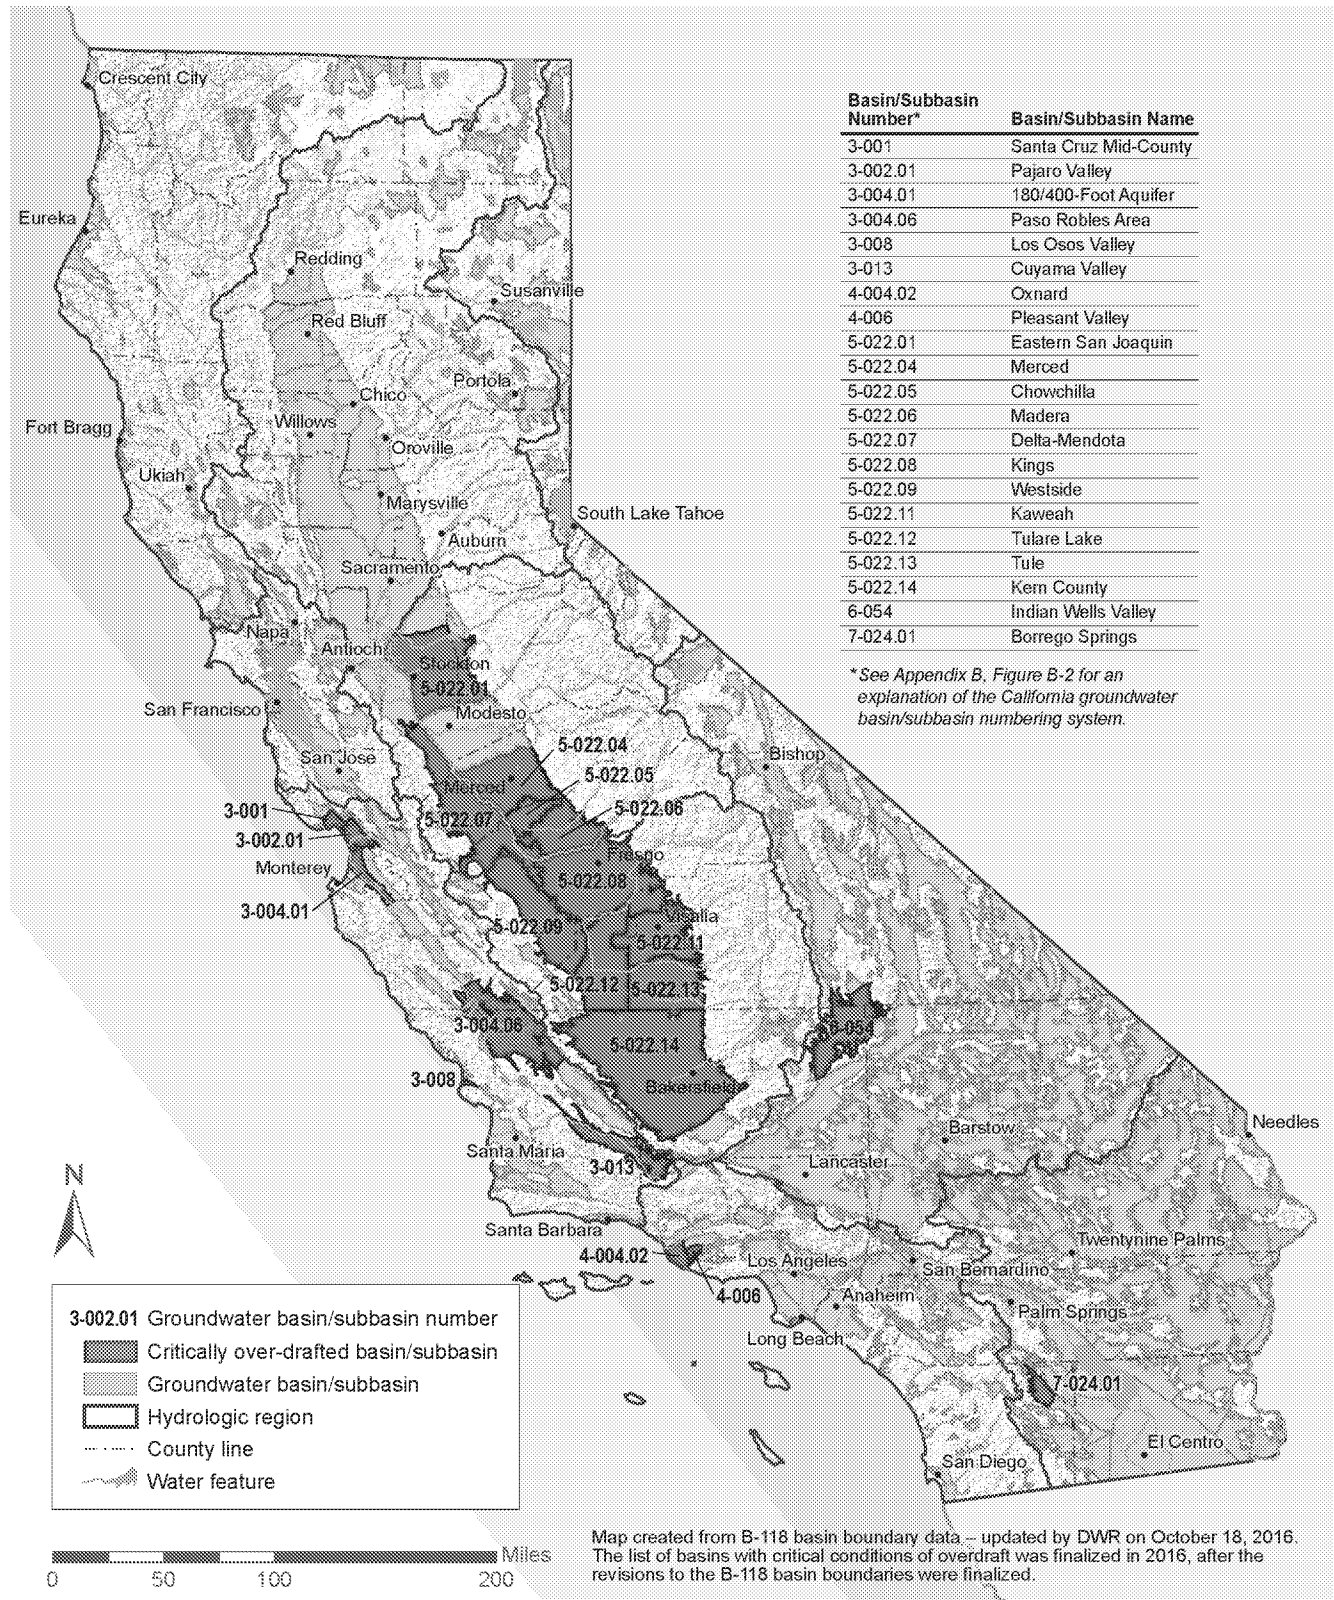 Crescent City
Eureka
Redding
Susanville
Red Bluff
Portola
Chico
Willows
Fort Bragg
Oroville
Ukiah
Marysville
South Lake Tahoe
Auburn
Sacramento
Napa
Antioch
Stockton
5-022.01
San Francisco
Modesto
5-022.04
San Jose
Bishop
5-022.05
Merced
3-001
5-022.06
5-022.07
3-002.01
Fresno
Monterey
5-022.08
3-004.01
Visalia
5-022.09
5-022.11
5-022.12
5-022.13
3-004.06
6-054
5-022.14
3-008
Bakersfield
Needles
Barstow
Santa Maria
3-013
Lancaster
Santa Barbara
4-004.02
Twentynine Palms
Los Angeles
San Bernardino
4-006
Anaheim
Palm Springs
Long Beach
7-024.01
El Centro
San Diego
Basin/Subbasin
Number* Basin/Subbasin Name
3-001 Santa Cruz Mid-County
3-002.01 Pajaro Valley
3-004.01 180/400-Foot Aquifer
3-004.06 Paso Robles Area
3-008 Los Osos Valley
3-013 Cuyama Valley
4-004.02 Oxnard
4-006 Pleasant Valley
5-022.01 Eastern San Joaquin
5-022.04 Merced
5-022.05 Chowchilla
5-022.06 Madera
5-022.07 Delta-Mendota
5-022.08 Kings
5-022.09 Westside
5-022.11 Kaweah
5-022.12 Tulare Lake
5-022.13 Tule
5-022.14 Kern County
6-054 Indian Wells Valley
7-024.01 Borrego Springs
*See Appendix B, Figure B-2 for an
explanation of the California groundwater
basin/subbasin numbering system.
N
3-002.01 Groundwater basin/subbasin number
Critically over-drafted basin/subbasin
Groundwater basin/subbasin
Hydrologic region
County line
Water feature
Miles
0 50 100 200
Map created from B-118 basin boundary data – updated by DWR on October 18, 2016.
The list of basins with critical conditions of overdraft was finalized in 2016, after the
revisions to the B-118 basin boundaries were finalized.